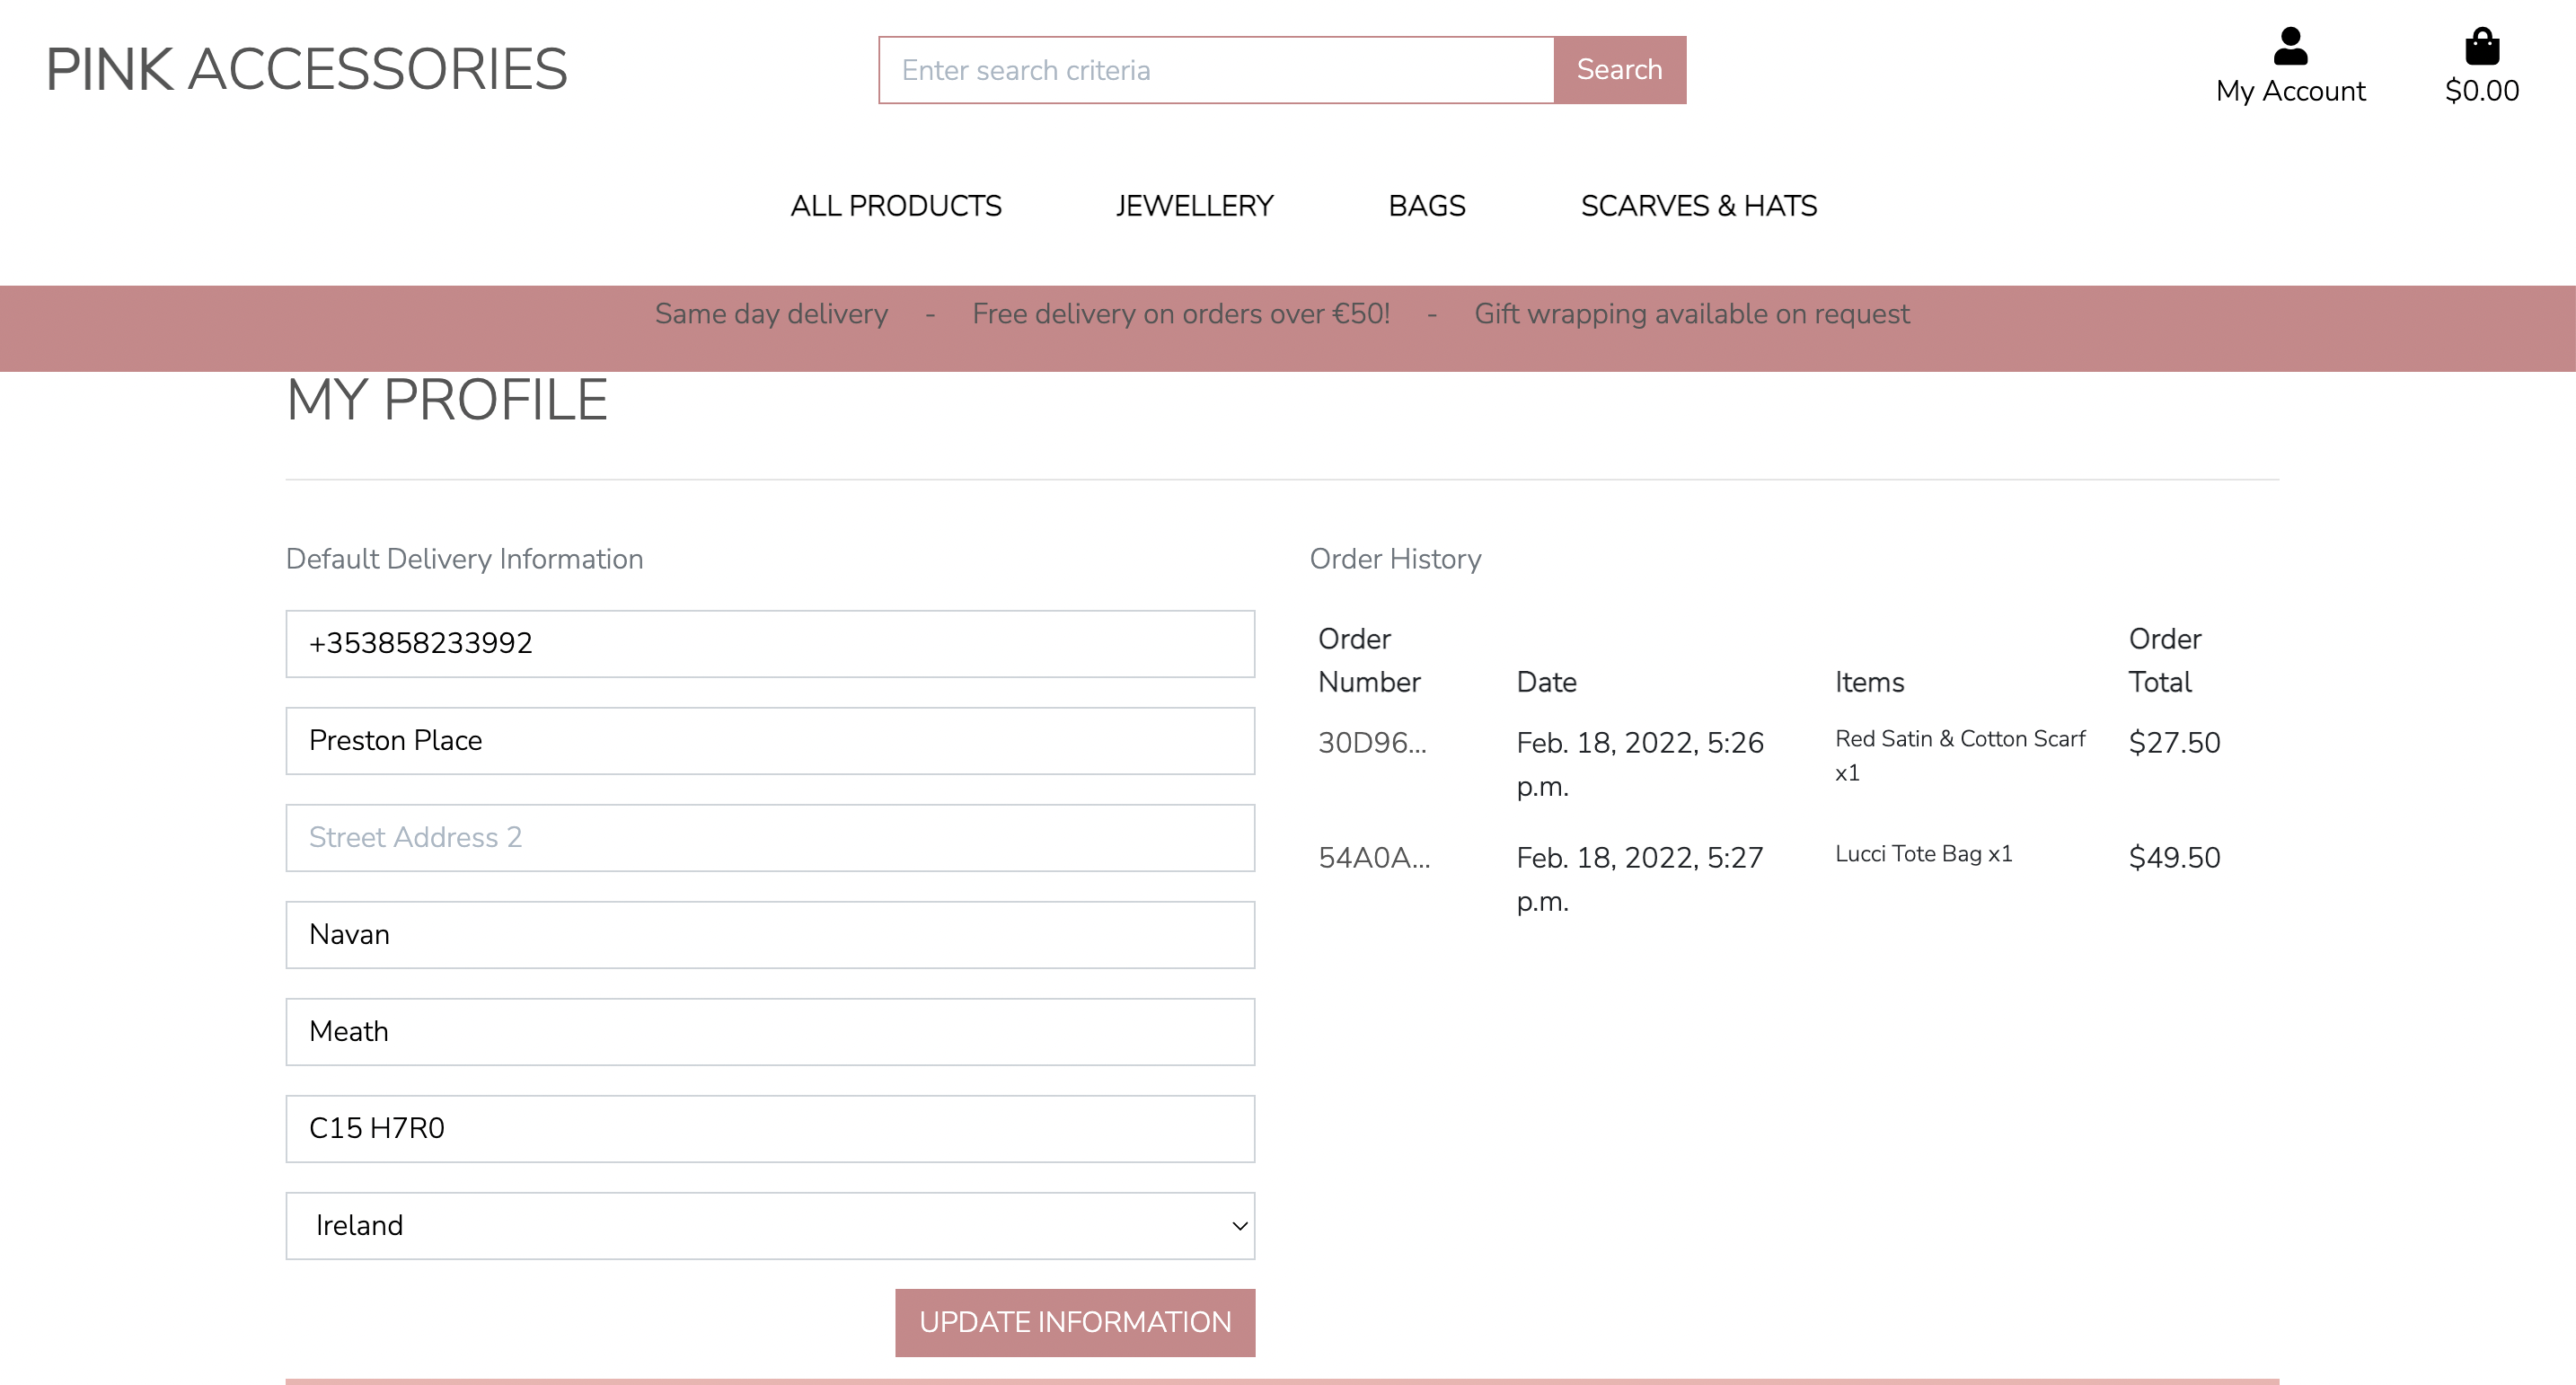 PINK ACCESSORIES
Enter search criteria
Search
My Account
$0.00
ALL PRODUCTS
JEWELLERY
BAGS
SCARVES & HATS
Same day delivery - Free delivery on orders over €50! - Gift wrapping available on request
MY PROFILE
Default Delivery Information
+353858233992
Preston Place
Street Address 2
Navan
Meath
C15 H7R0
Ireland
UPDATE INFORMATION
Order History
Order
Number
Date
Items
Order
Total
30D96...
Feb. 18, 2022, 5:26
p.m.
Red Satin & Cotton Scarf
x1
$27.50
54A0A...
Feb. 18, 2022, 5:27
p.m.
Lucci Tote Bag x1
$49.50